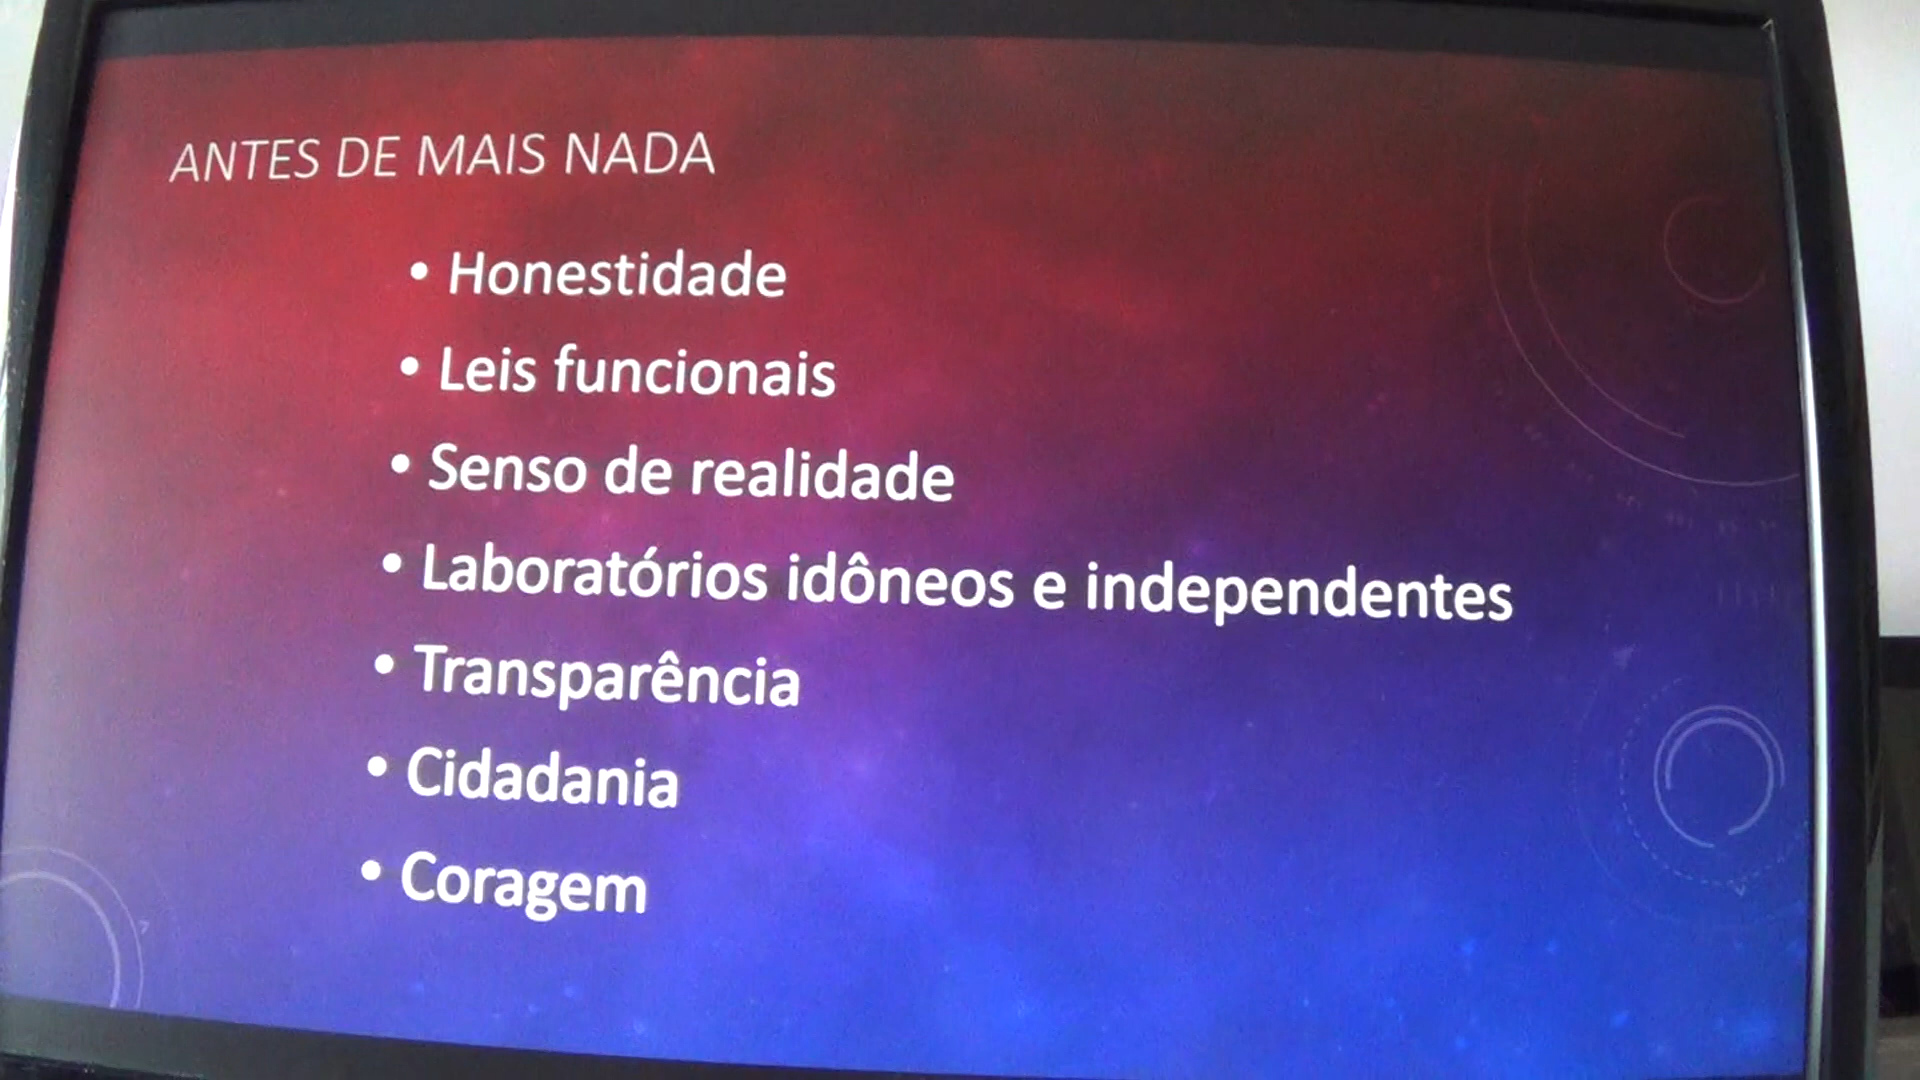 ANTES DE MAIS NADA
• Honestidade
• Leis funcionais
• Senso de realidade
• Laboratórios idôneos e independentes
• Transparência
• Cidadania
• Coragem